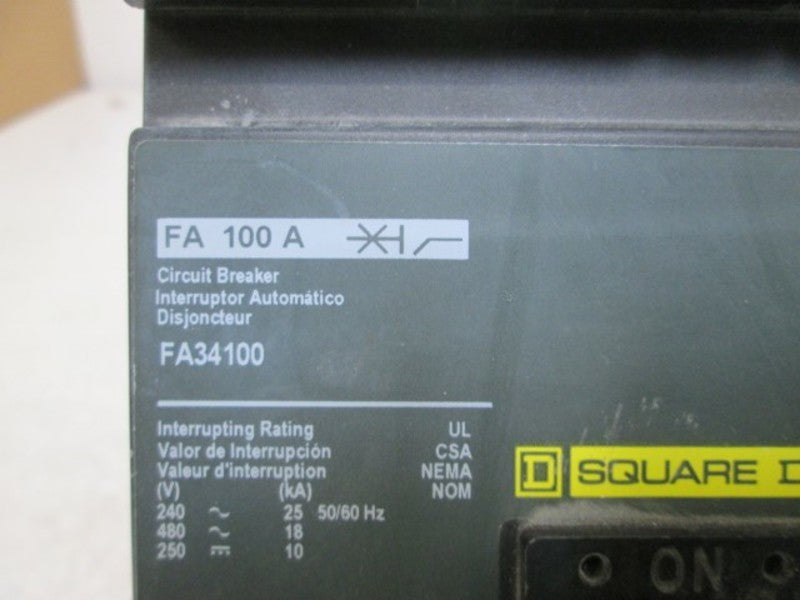 FA 100 A
Circuit Breaker
Interruptor Automático
Disjoncteur
FA34100
Interrupting Rating UL
Valor de Interrupción CSA
Valeur d'interruption NEMA
(V) (kA) NOM
240 ~ 25 50/60 Hz
480 ~ 18
250 ⎓ 10
D SQUARE D
ON